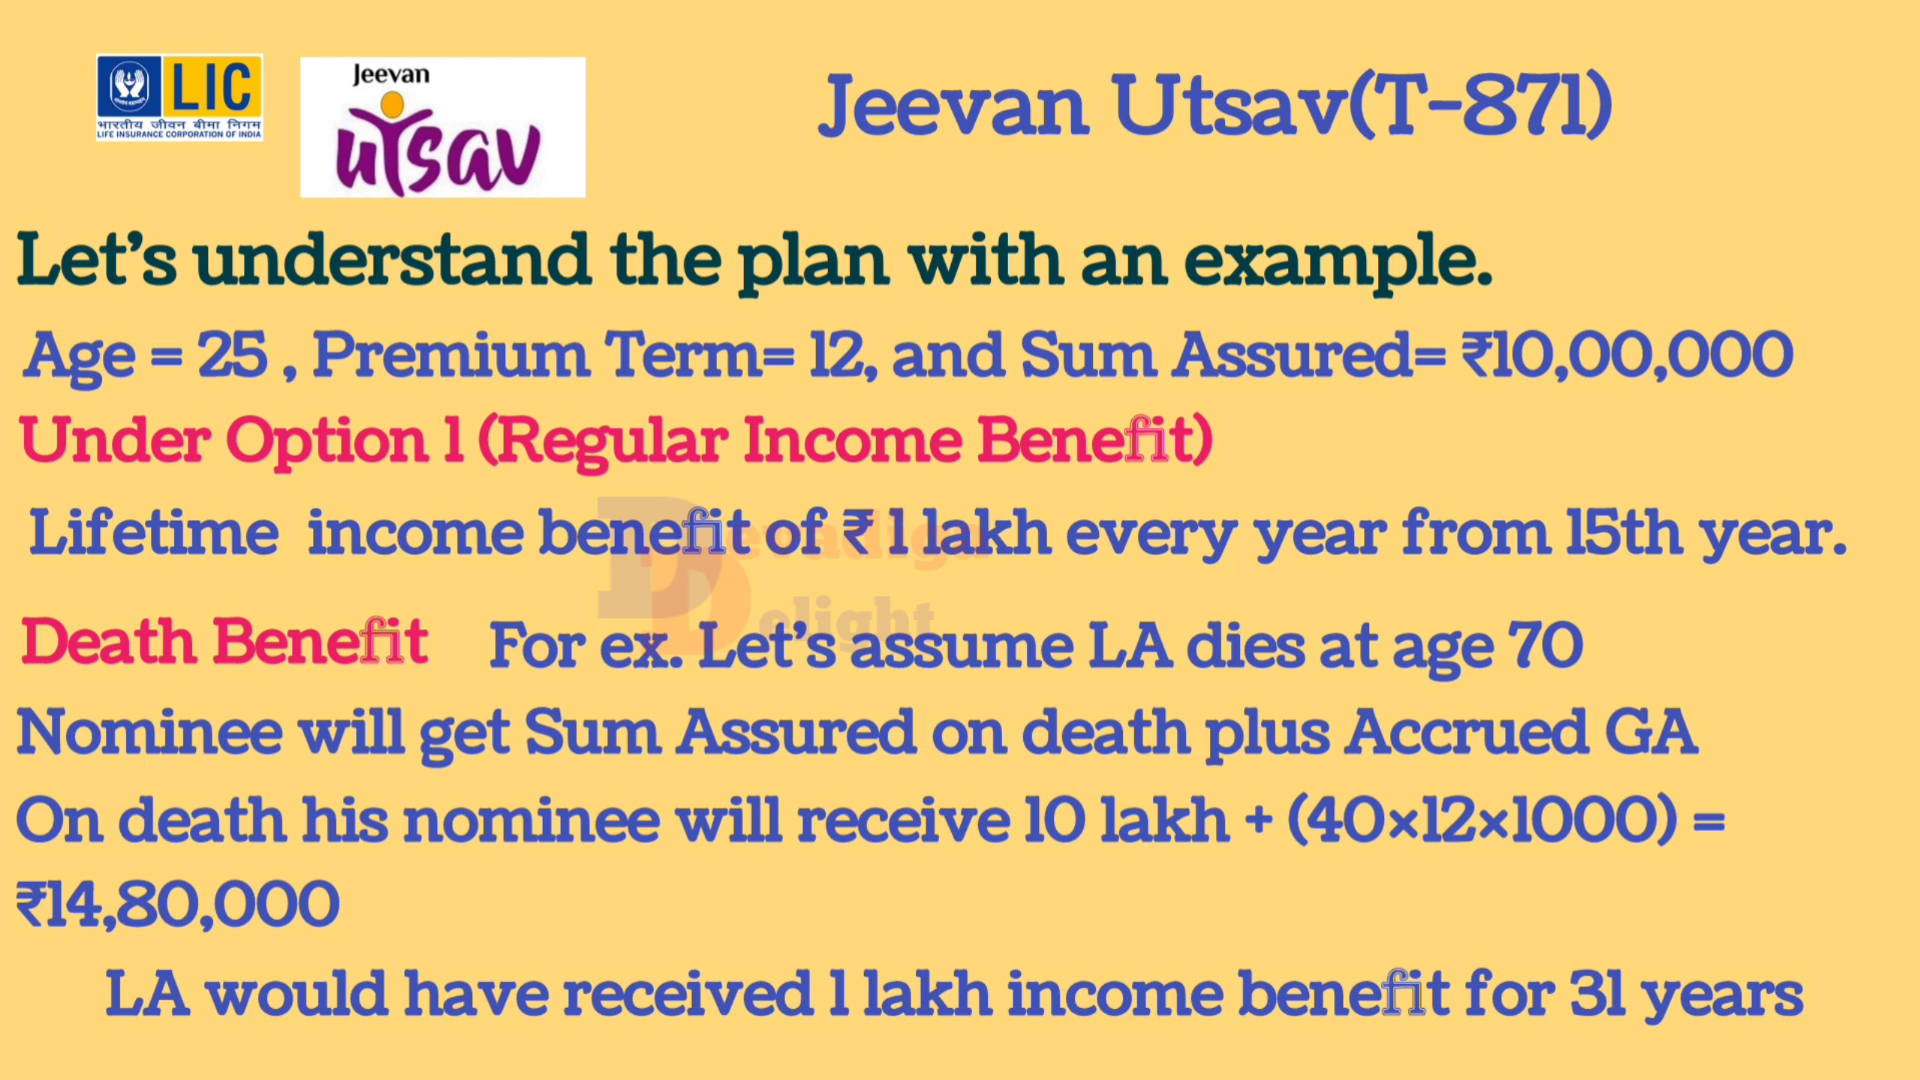 LIC
भारतीय जीवन बीमा निगम
LIFE INSURANCE CORPORATION OF INDIA
Jeevan
utsav
Jeevan Utsav(T-871)
Let's understand the plan with an example.
Age = 25 , Premium Term= 12, and Sum Assured= ₹10,00,000
Under Option 1 (Regular Income Benefit)
Lifetime income benefit of ₹ 1 lakh every year from 15th year.
Devadiga
Delight
Death Benefit For ex. Let's assume LA dies at age 70
Nominee will get Sum Assured on death plus Accrued GA
On death his nominee will receive 10 lakh + (40×12×1000) =
₹14,80,000
LA would have received 1 lakh income benefit for 31 years